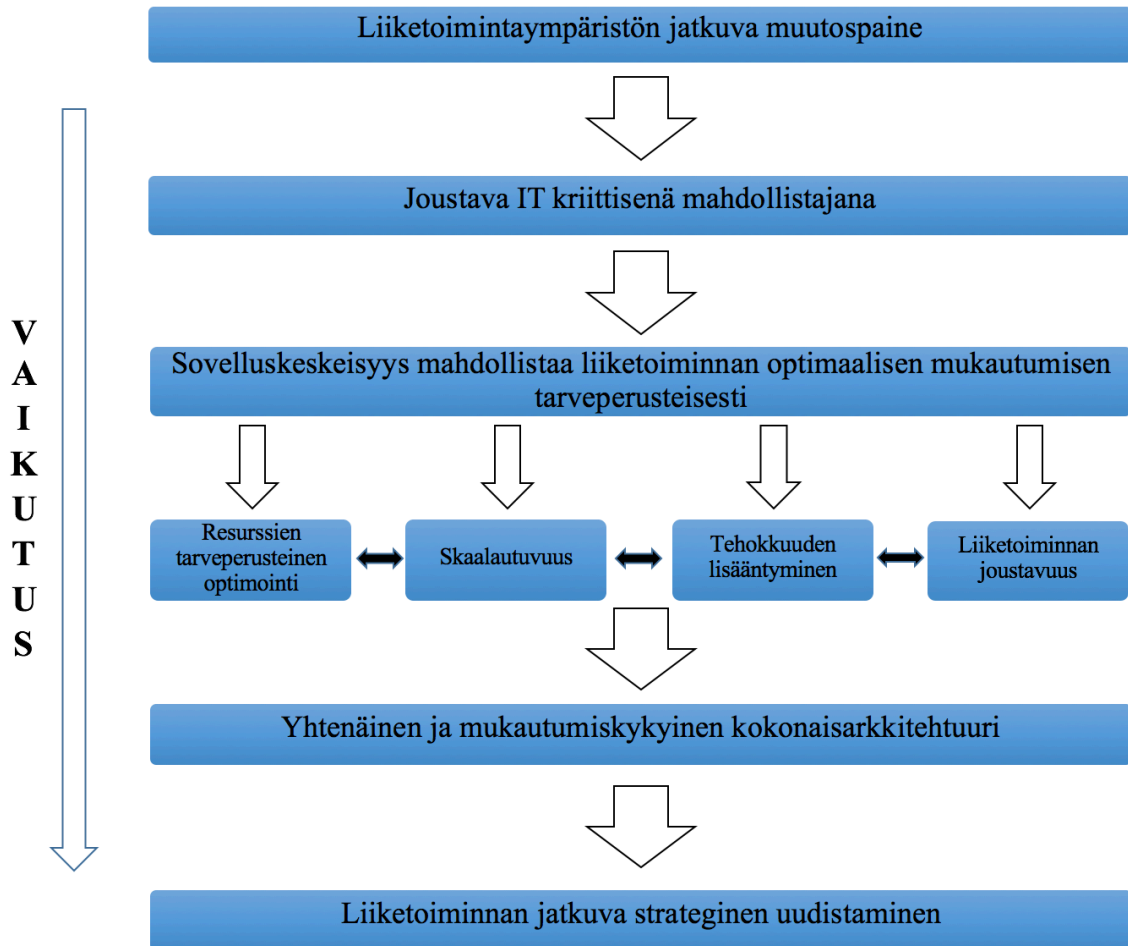 Liiketoimintaympäristön jatkuva muutospaine
Joustava IT kriittisenä mahdollistajana
Sovelluskeskeisyys mahdollistaa liiketoiminnan optimaalisen mukautumisen
tarveperusteisesti
Resurssien
tarveperusteinen
optimointi
Skaalautuvuus
Tehokkuuden
lisääntyminen
Liiketoiminnan
joustavuus
Yhtenäinen ja mukautumiskykyinen kokonaisarkkitehtuuri
Liiketoiminnan jatkuva strateginen uudistaminen
V
A
I
K
U
T
U
S